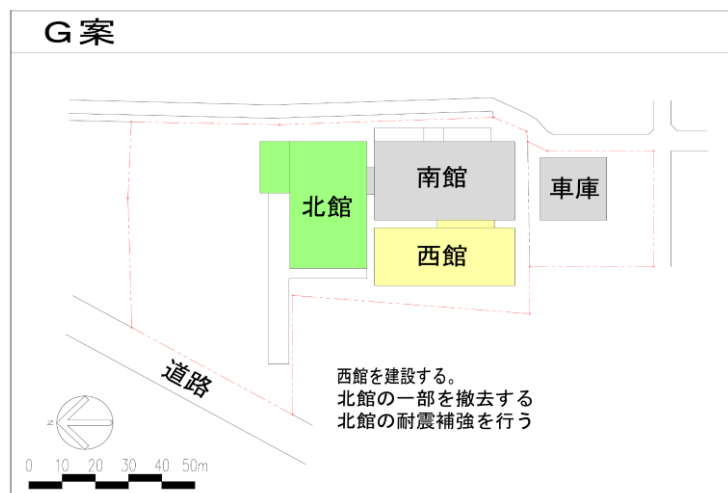 G案
南館
車庫
北館
西館
道路
西館を建設する。
北館の一部を撤去する
北館の耐震補強を行う
N
0 10 20 30 40 50m